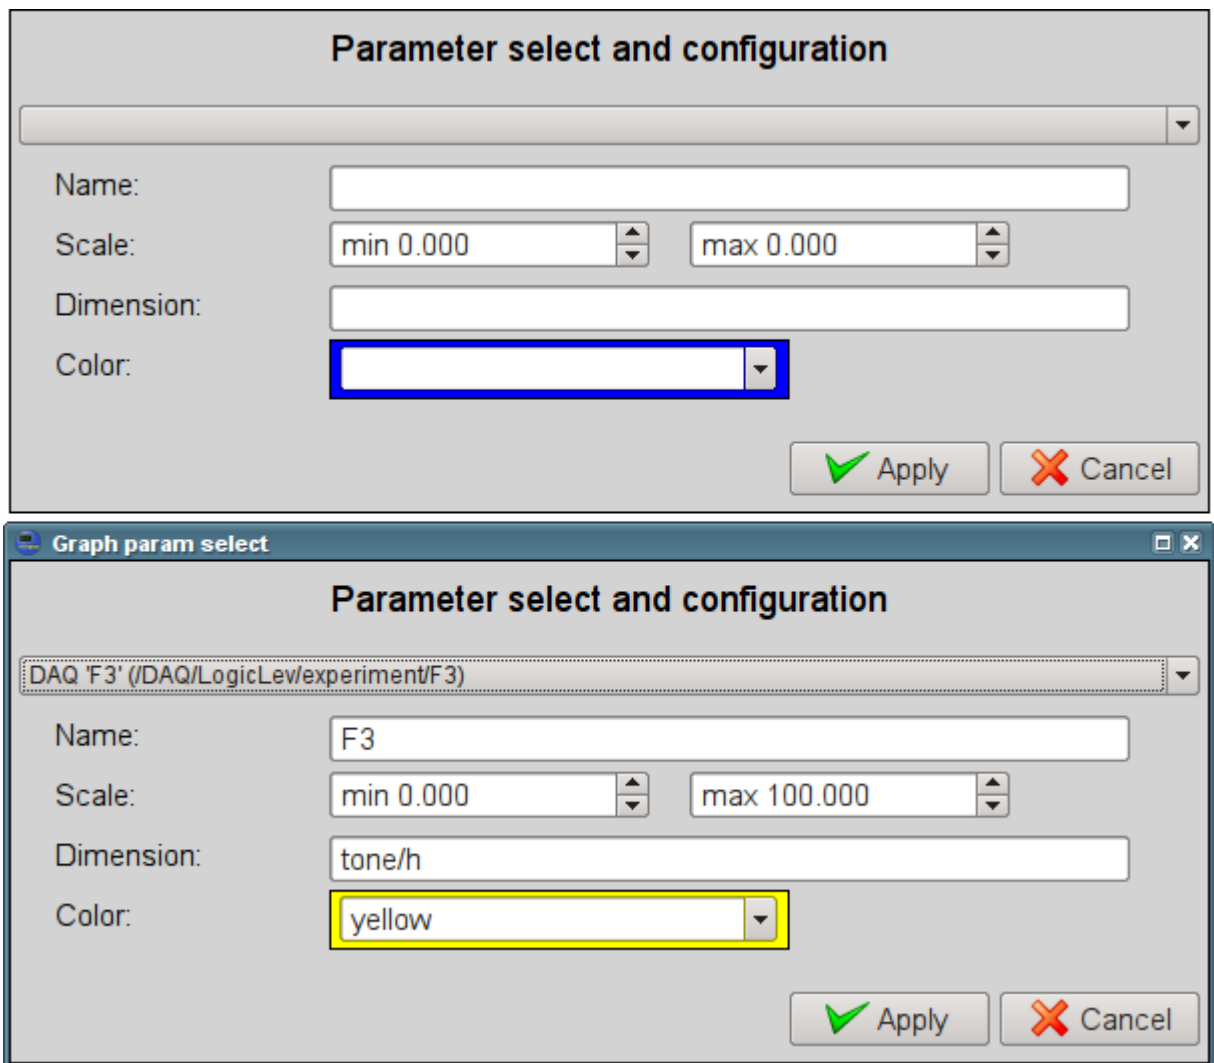 Parameter select and configuration
Name:
Scale: min 0.000 max 0.000
Dimension:
Color:
Apply Cancel
Graph param select
Parameter select and configuration
DAQ 'F3' (/DAQ/LogicLev/experiment/F3)
Name: F3
Scale: min 0.000 max 100.000
Dimension: tone/h
Color: yellow
Apply Cancel